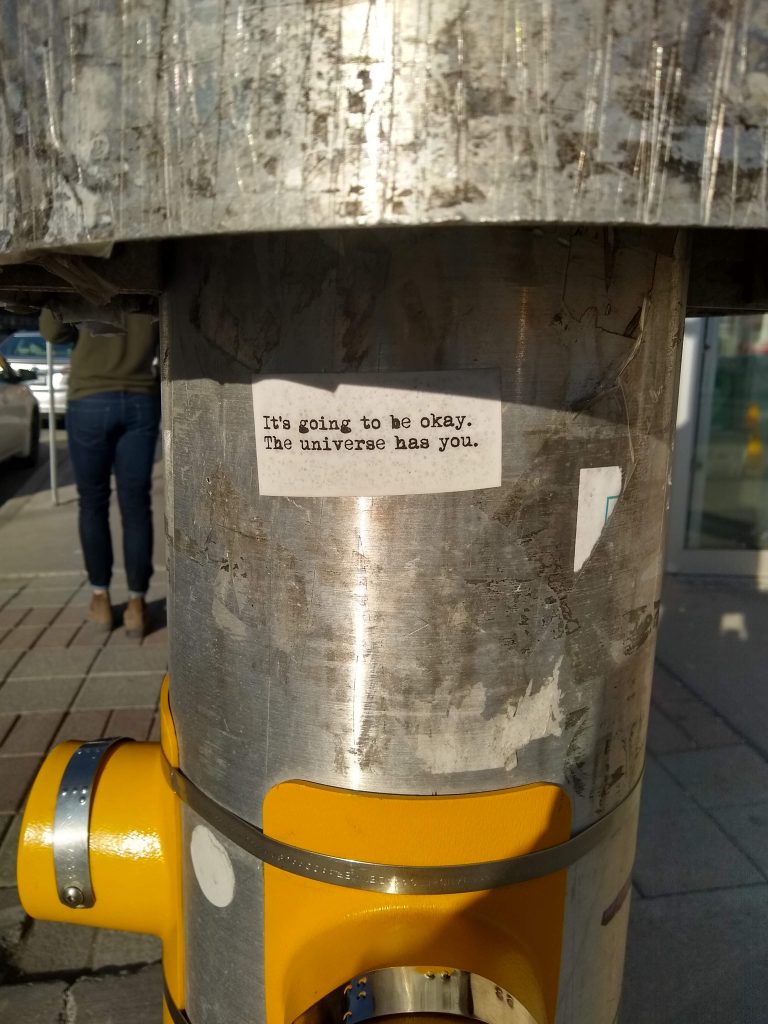 It's going to be okay.
The universe has you.